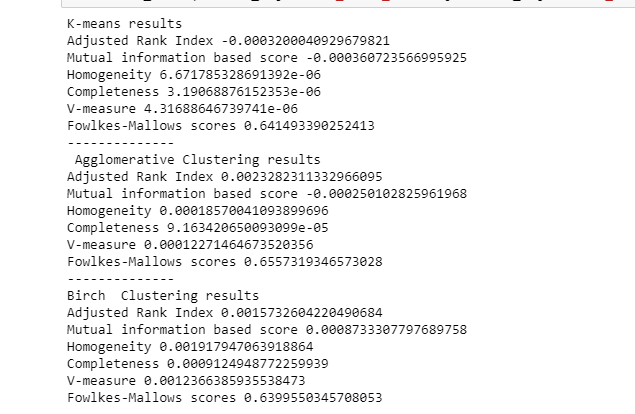 K-means results
Adjusted Rank Index -0.0003200040929679821
Mutual information based score -0.000360723566995925
Homogeneity 6.671785328691392e-06
Completeness 3.19068876152353e-06
V-measure 4.31688646739741e-06
Fowlkes-Mallows scores 0.641493390252413
--------------
Agglomerative Clustering results
Adjusted Rank Index 0.0023282311332966095
Mutual information based score -0.000250102825961968
Homogeneity 0.00018570041093899696
Completeness 9.163420650093099e-05
V-measure 0.00012271464673520356
Fowlkes-Mallows scores 0.6557319346573028
--------------
Birch  Clustering results
Adjusted Rank Index 0.0015732604220490684
Mutual information based score 0.0008733307797689758
Homogeneity 0.001917947063918864
Completeness 0.0009124948772259939
V-measure 0.0012366385935538473
Fowlkes-Mallows scores 0.6399550345708053